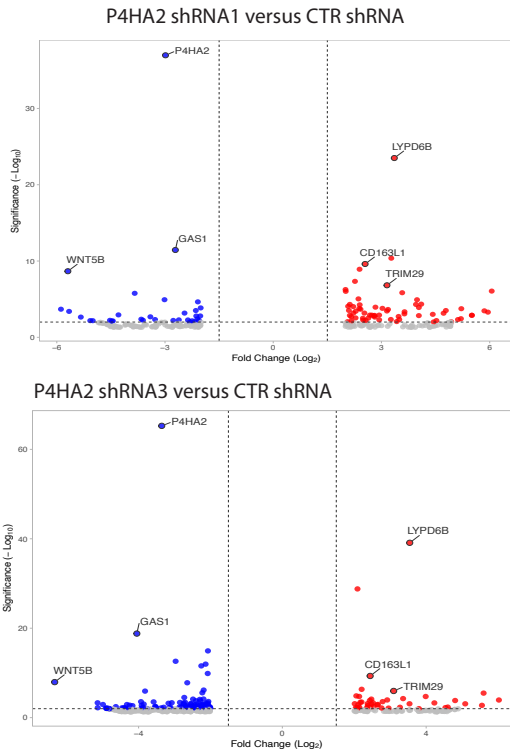 P4HA2 shRNA1 versus CTR shRNA
P4HA2
30
LYPD6B
Significance (−Log10)
20
GAS1
WNT5B
CD163L1
10
TRIM29
0
−6
−3
0
3
6
Fold Change (Log2)
P4HA2 shRNA3 versus CTR shRNA
P4HA2
60
LYPD6B
Significance (−Log10)
40
GAS1
20
WNT5B
CD163L1
TRIM29
0
−4
0
4
Fold Change (Log2)